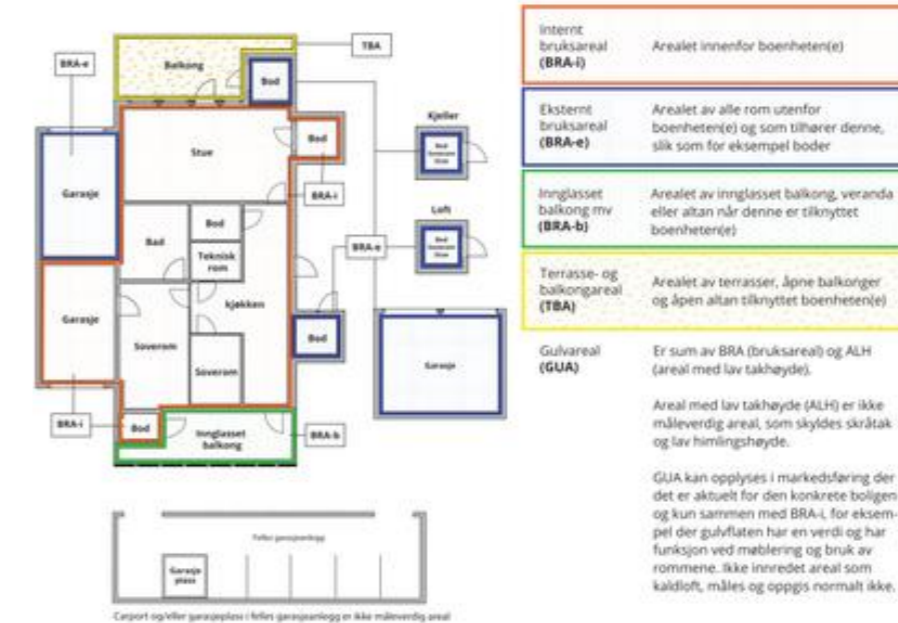 TBA
BRA-e
Balkong
Bod
Kjeller
Bod
Stue
Garasje
BRA-i
Loft
Bod
Bad
Teknisk
rom
BRA-e
kjøkken
Garasje
Soverom
Bod
Garasje
Soverom
BRA-i
Bod
Innglasset
balkong
BRA-b
Felles garasjeanlegg
Garasje
plass
Carport og/eller garasjeplass i felles garasjeanlegg er ikke måleverdig areal
Internt
bruksareal
(BRA-i)
Arealet innenfor boenheten(e)
Eksternt
bruksareal
(BRA-e)
Arealet av alle rom utenfor
boenheten(e) og som tilhører denne,
slik som for eksempel boder
Innglasset
balkong mv
(BRA-b)
Arealet av innglasset balkong, veranda
eller altan når denne er tilknyttet
boenheten(e)
Terrasse- og
balkongareal
(TBA)
Arealet av terrasser, åpne balkonger
og åpen altan tilknyttet boenheten(e)
Gulvareal
(GUA)
Er sum av BRA (bruksareal) og ALH
(areal med lav takhøyde).
Areal med lav takhøyde (ALH) er ikke
måleverdig areal, som skyldes skråtak
og lav himlingshøyde.
GUA kan opplyses i markedsføring der
det er aktuelt for den konkrete boligen
og kun sammen med BRA-i, for eksem-
pel der gulvflaten har en verdi og har
funksjon ved møblering og bruk av
rommene. Ikke innredet areal som
kaldloft, måles og oppgis normalt ikke.